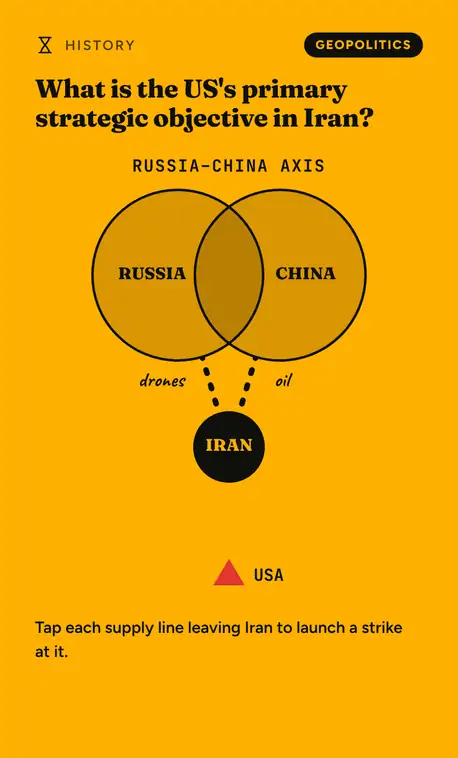 HISTORY
GEOPOLITICS
What is the US's primary
strategic objective in Iran?
RUSSIA–CHINA AXIS
RUSSIA
CHINA
drones
oil
IRAN
USA
Tap each supply line leaving Iran to launch a strike
at it.